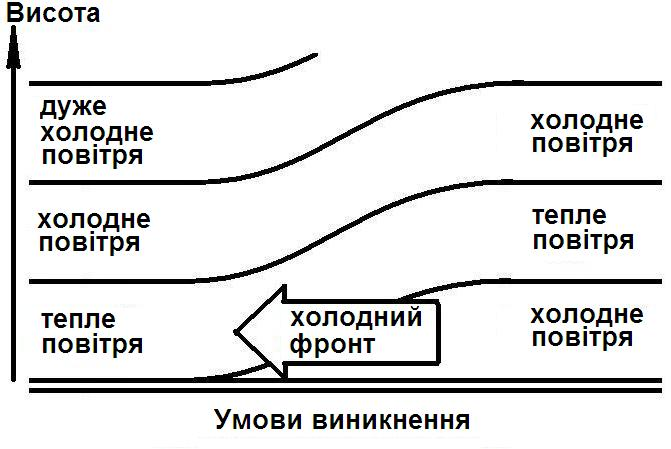 Висота
дуже
холодне
повітря
холодне
повітря
холодне
повітря
тепле
повітря
тепле
повітря
холодний
фронт
холодне
повітря
Умови виникнення